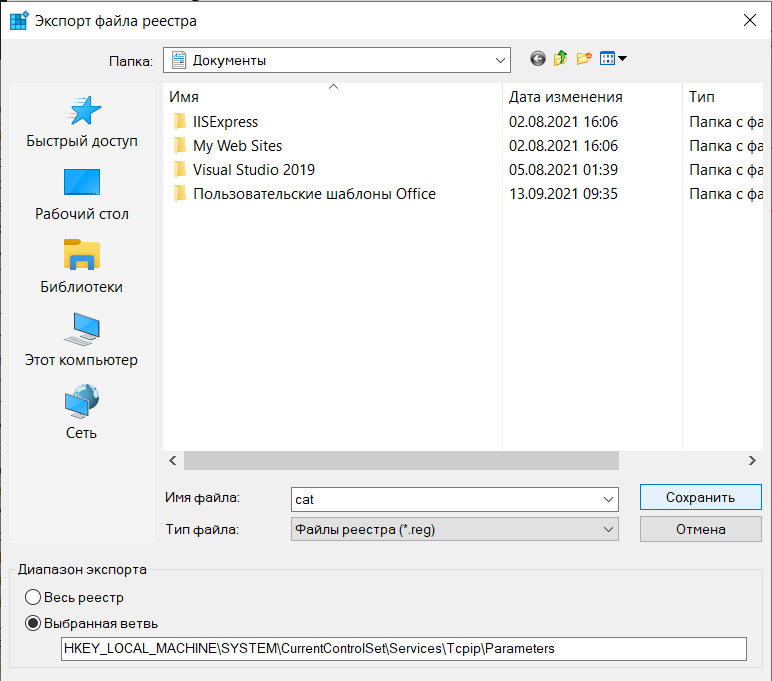 Экспорт файла реестра
Папка: Документы
Быстрый доступ
Рабочий стол
Библиотеки
Этот компьютер
Сеть
Имя Дата изменения Тип
IISExpress 02.08.2021 16:06 Папка с фа
My Web Sites 02.08.2021 16:06 Папка с фа
Visual Studio 2019 05.08.2021 01:39 Папка с фа
Пользовательские шаблоны Office 13.09.2021 09:35 Папка с фа
Имя файла: cat Сохранить
Тип файла: Файлы реестра (*.reg) Отмена
Диапазон экспорта
Весь реестр
Выбранная ветвь
HKEY_LOCAL_MACHINE\SYSTEM\CurrentControlSet\Services\Tcpip\Parameters